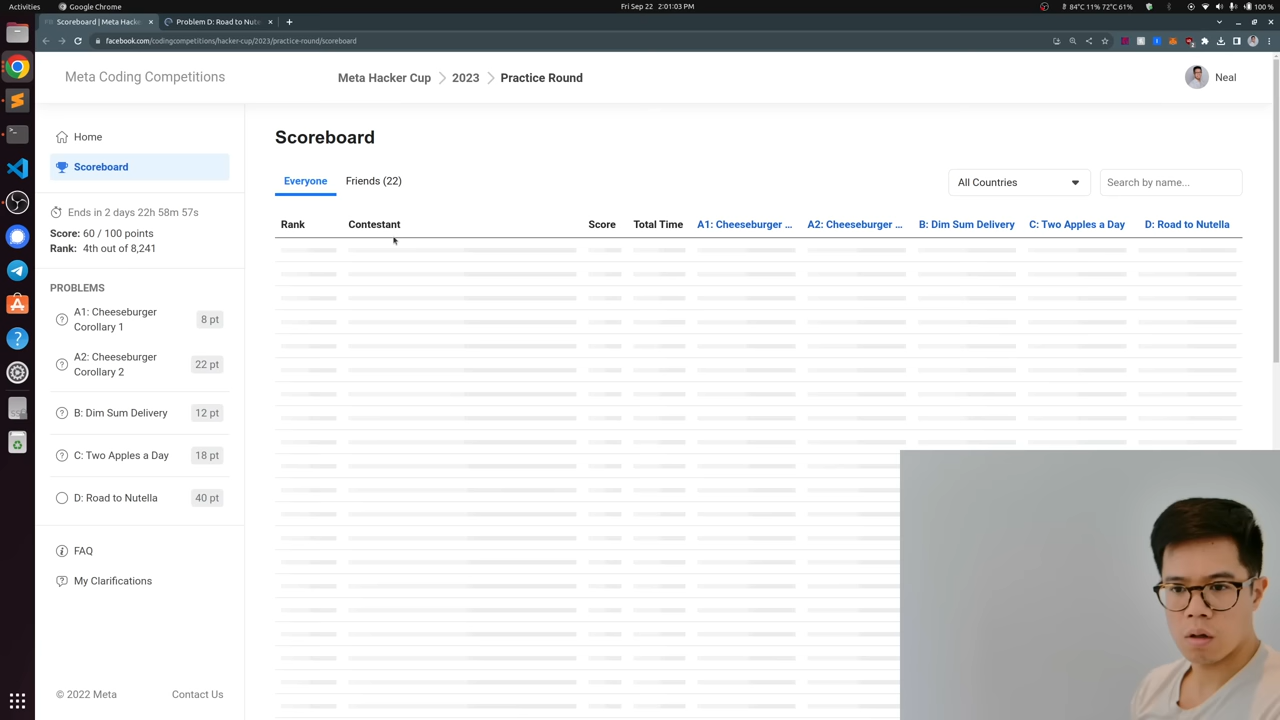 Activities
Google Chrome
Fri Sep 22  2:01:03 PM
84°C 11% 72°C 61%
100 %
Scoreboard | Meta Hacker
Problem D: Road to Nute
facebook.com/codingcompetitions/hacker-cup/2023/practice-round/scoreboard
Meta Coding Competitions
Meta Hacker Cup
2023
Practice Round
Neal
Home
Scoreboard
Ends in 2 days 22h 58m 57s
Score: 60 / 100 points
Rank: 4th out of 8,241
PROBLEMS
A1: Cheeseburger
Corollary 1
8 pt
A2: Cheeseburger
Corollary 2
22 pt
B: Dim Sum Delivery
12 pt
C: Two Apples a Day
18 pt
D: Road to Nutella
40 pt
FAQ
My Clarifications
© 2022 Meta
Contact Us
Scoreboard
Everyone
Friends (22)
All Countries
Search by name...
Rank
Contestant
Score
Total Time
A1: Cheeseburger ...
A2: Cheeseburger ...
B: Dim Sum Delivery
C: Two Apples a Day
D: Road to Nutella